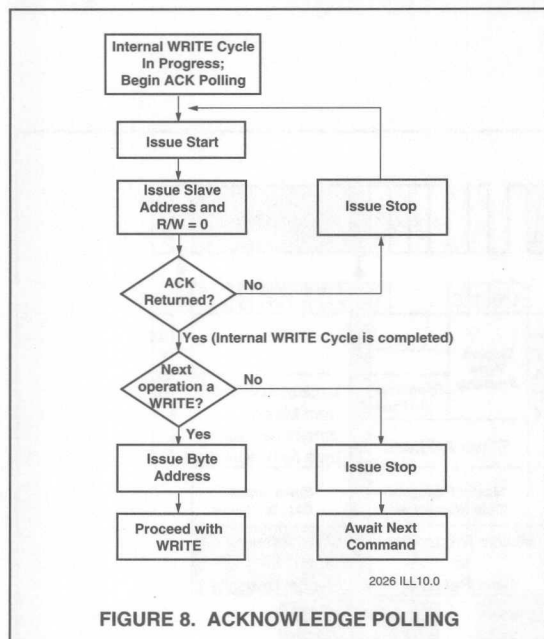 Internal WRITE Cycle
In Progress;
Begin ACK Polling
Issue Start
Issue Slave
Address and
R/W = 0
Issue Stop
ACK
Returned?
No
Yes (Internal WRITE Cycle is completed)
Next
operation a
WRITE?
No
Yes
Issue Byte
Address
Issue Stop
Proceed with
WRITE
Await Next
Command
2026 ILL10.0
FIGURE 8. ACKNOWLEDGE POLLING